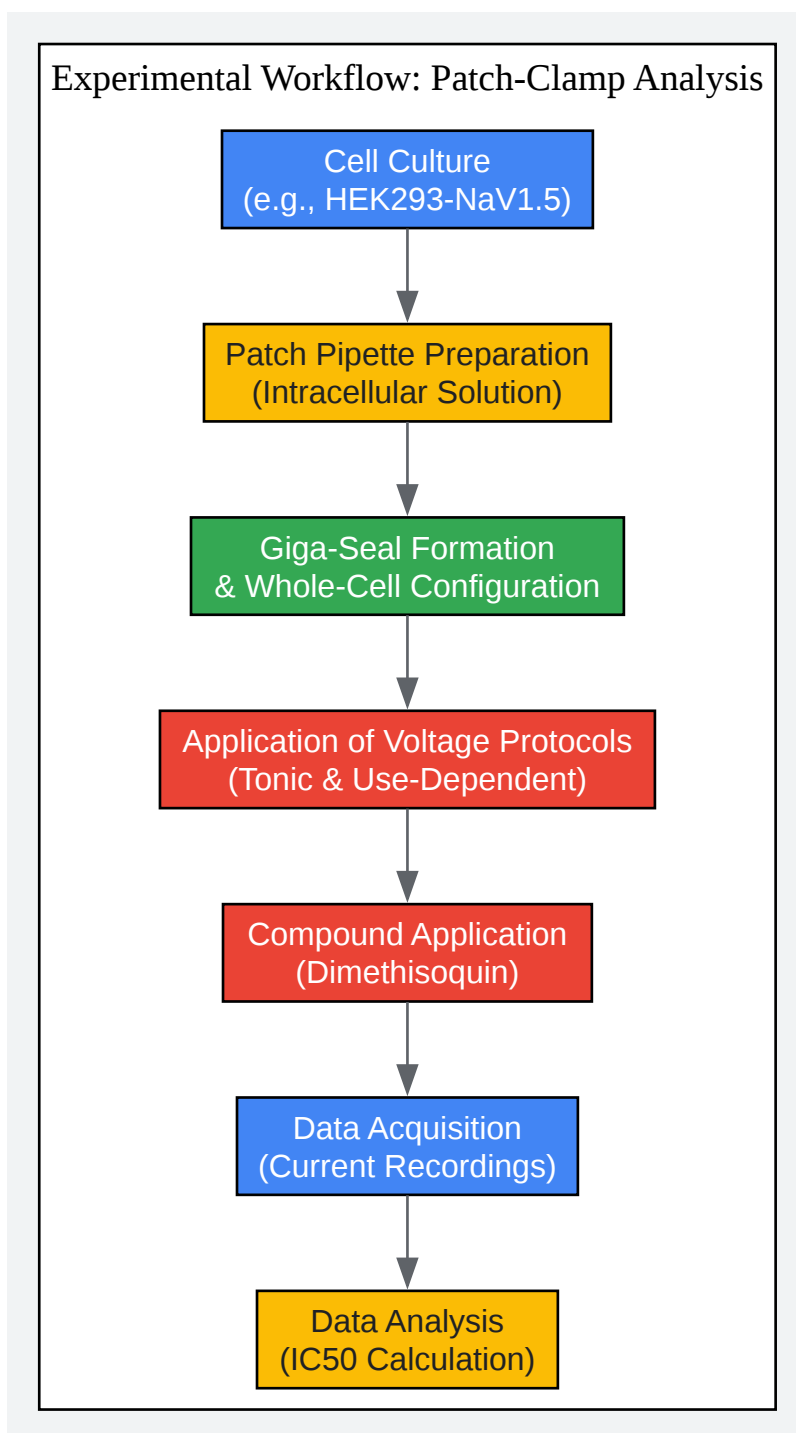 Experimental Workflow: Patch-Clamp Analysis
Cell Culture
(e.g., HEK293-NaV1.5)
Patch Pipette Preparation
(Intracellular Solution)
Giga-Seal Formation
& Whole-Cell Configuration
Application of Voltage Protocols
(Tonic & Use-Dependent)
Compound Application
(Dimethisoquin)
Data Acquisition
(Current Recordings)
Data Analysis
(IC50 Calculation)